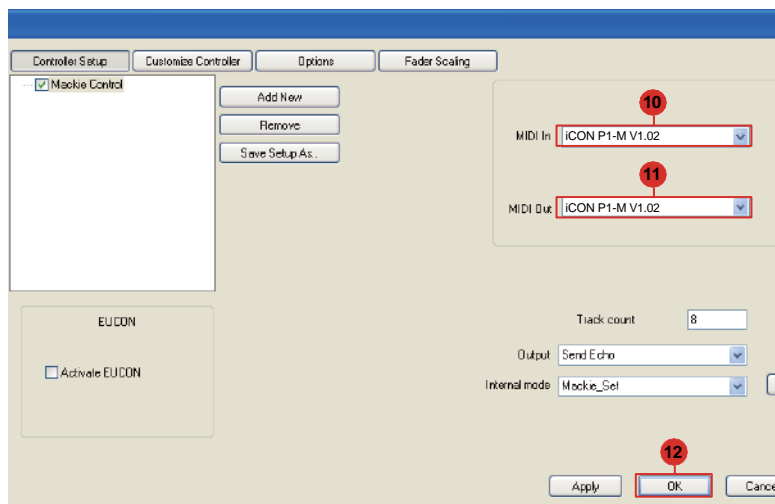 Controller Setup
Customize Controller
Options
Fader Scaling
Mackie Control
Add New
Remove
Save Setup As..
10
MIDI In
iCON P1-M V1.02
11
MIDI Out
iCON P1-M V1.02
EUCON
Activate EUCON
Track count
8
Output
Send Echo
Internal mode
Mackie_Set
12
Apply
OK
Cance